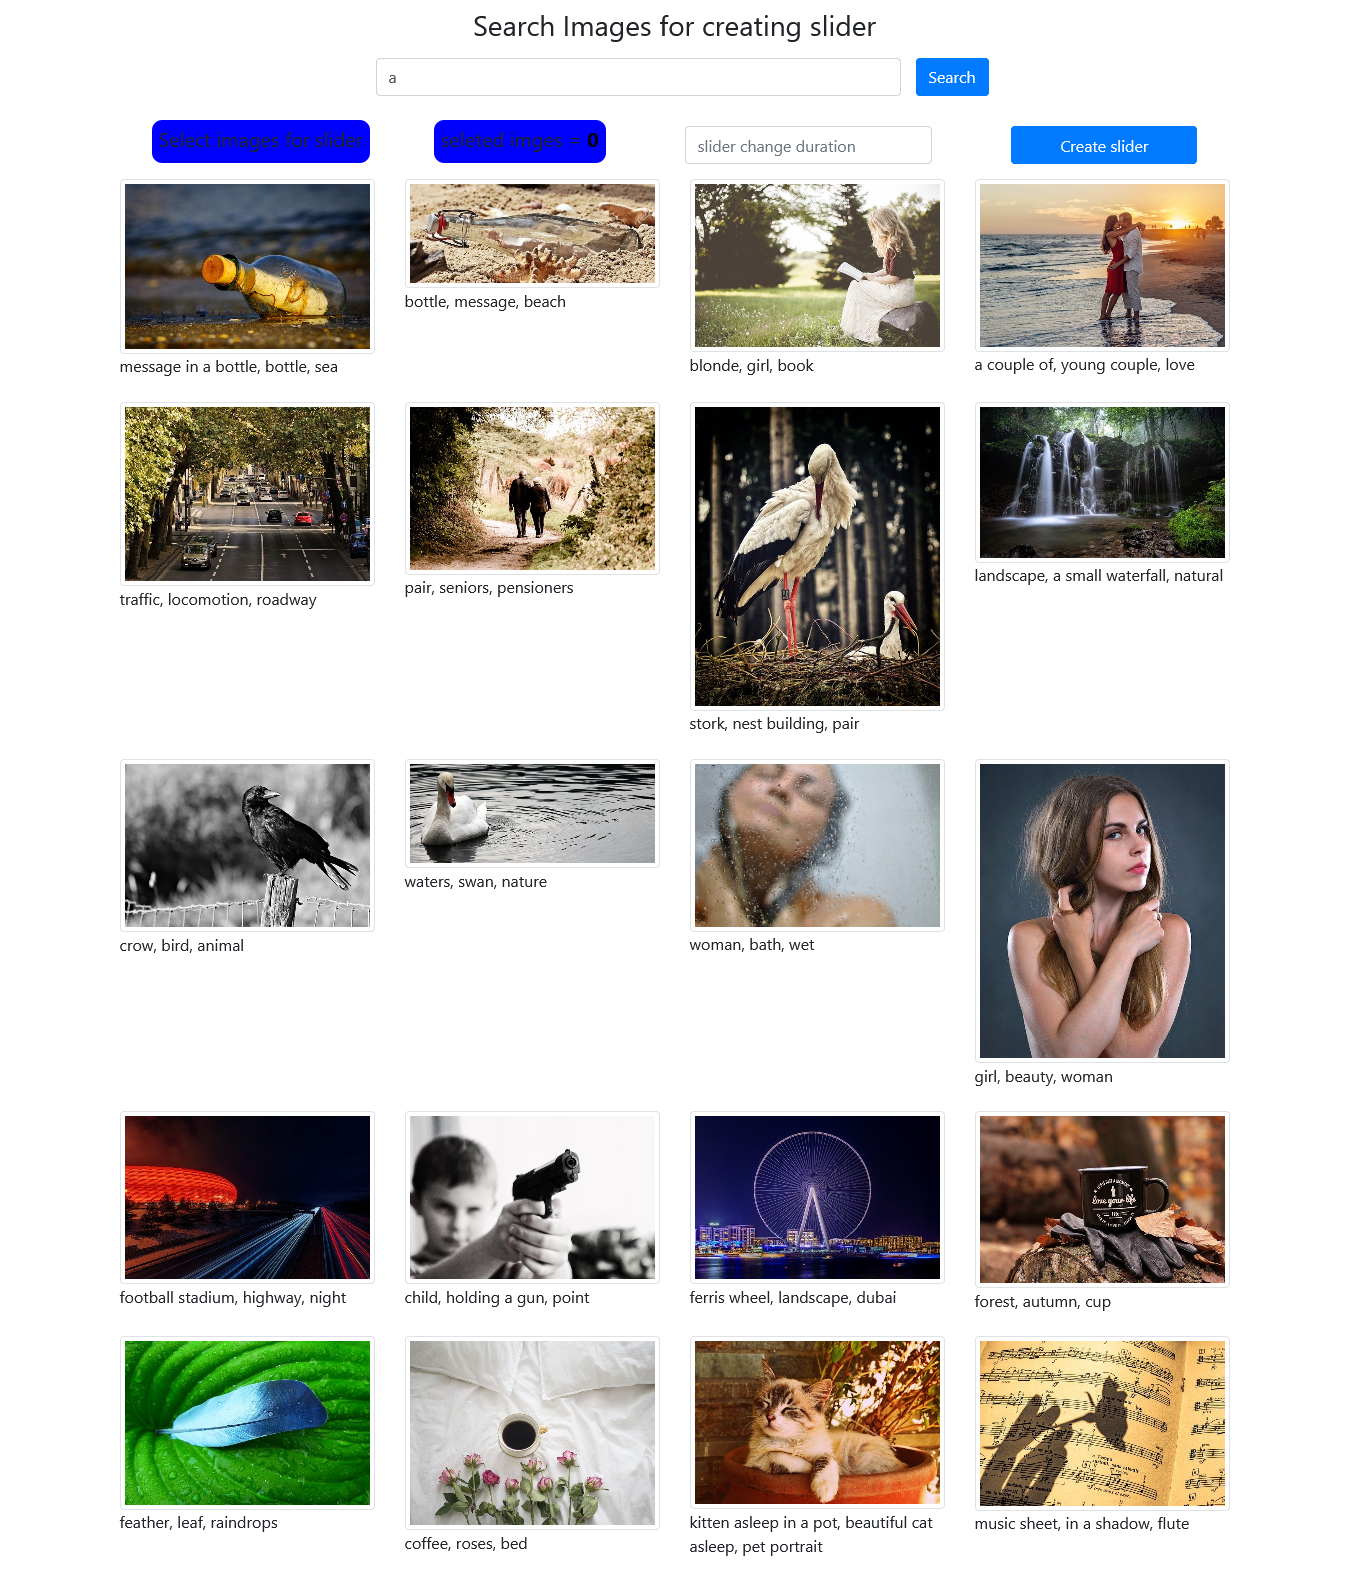 Search Images for creating slider
a
Search
Select images for slider
seleted imges = 0
slider change duration
Create slider
message in a bottle, bottle, sea
bottle, message, beach
blonde, girl, book
a couple of, young couple, love
traffic, locomotion, roadway
pair, seniors, pensioners
stork, nest building, pair
landscape, a small waterfall, natural
crow, bird, animal
waters, swan, nature
woman, bath, wet
girl, beauty, woman
love your life
football stadium, highway, night
child, holding a gun, point
ferris wheel, landscape, dubai
forest, autumn, cup
feather, leaf, raindrops
coffee, roses, bed
kitten asleep in a pot, beautiful cat
asleep, pet portrait
music sheet, in a shadow, flute